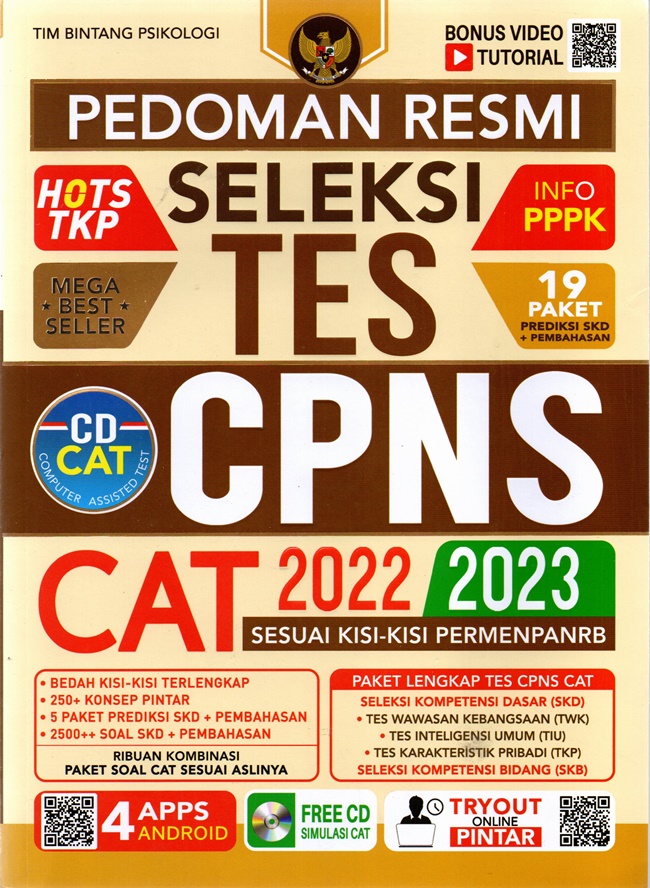 TIM BINTANG PSIKOLOGI
BONUS VIDEO
TUTORIAL
PEDOMAN RESMI
HOTS
TKP
SELEKSI
INFO
PPPK
TES
MEGA
BEST
SELLER
19
PAKET
PREDIKSI SKD
+ PEMBAHASAN
CD
CAT
COMPUTER ASSISTED TEST
CPNS
CAT
2022
2023
SESUAI KISI-KISI PERMENPANRB
• BEDAH KISI-KISI TERLENGKAP
• 250+ KONSEP PINTAR
• 5 PAKET PREDIKSI SKD + PEMBAHASAN
• 2500++ SOAL SKD + PEMBAHASAN
RIBUAN KOMBINASI
PAKET SOAL CAT SESUAI ASLINYA
PAKET LENGKAP TES CPNS CAT
SELEKSI KOMPETENSI DASAR (SKD)
• TES WAWASAN KEBANGSAAN (TWK)
• TES INTELIGENSI UMUM (TIU)
• TES KARAKTERISTIK PRIBADI (TKP)
SELEKSI KOMPETENSI BIDANG (SKB)
4 APPS
ANDROID
FREE CD
SIMULASI CAT
TRYOUT
ONLINE
PINTAR